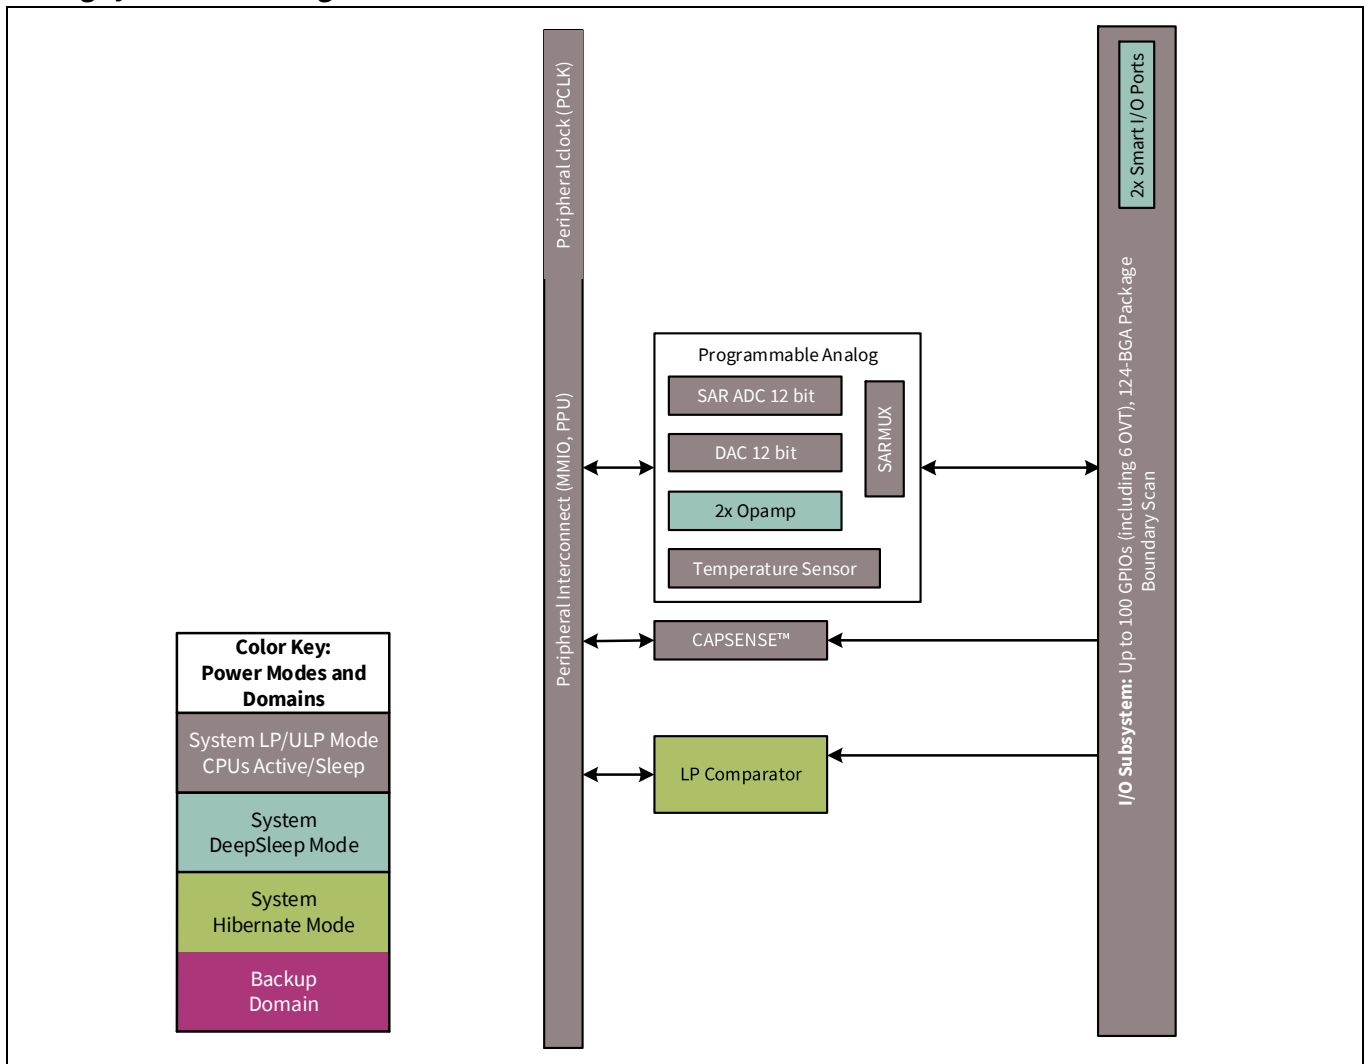 Peripheral clock (PCLK)
Peripheral Interconnect (MMIO, PPU)
Programmable Analog
SAR ADC 12 bit
DAC 12 bit
2x Opamp
Temperature Sensor
SARMUX
CAPSENSE™
LP Comparator
2x Smart I/O Ports
I/O Subsystem: Up to 100 GPIOs (including 6 OVT), 124-BGA Package
Boundary Scan
Color Key:
Power Modes and
Domains
System LP/ULP Mode
CPUs Active/Sleep
System
DeepSleep Mode
System
Hibernate Mode
Backup
Domain